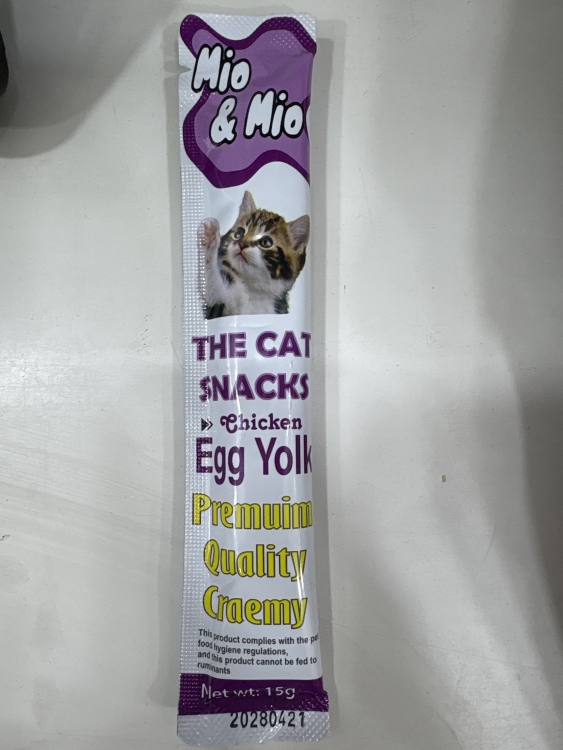 Mio
& Mio
THE CAT
SNACKS
Chicken
Egg Yolk
Premuim
Quality
Craemy
This product complies with the pet
food hygiene regulations,
and this product cannot be fed to
ruminants
Net wt: 15g
20280421